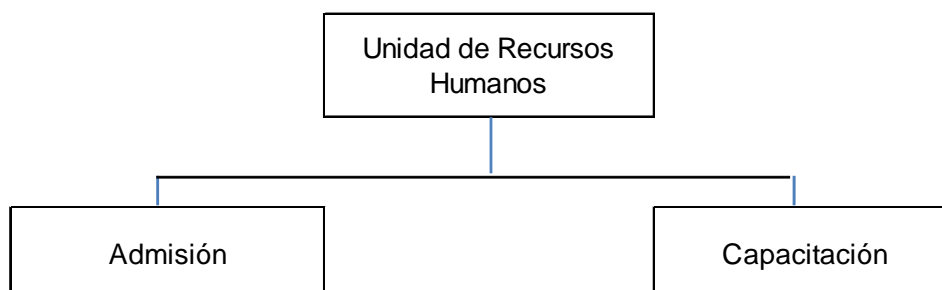 Unidad de Recursos
Humanos
Admisión
Capacitación